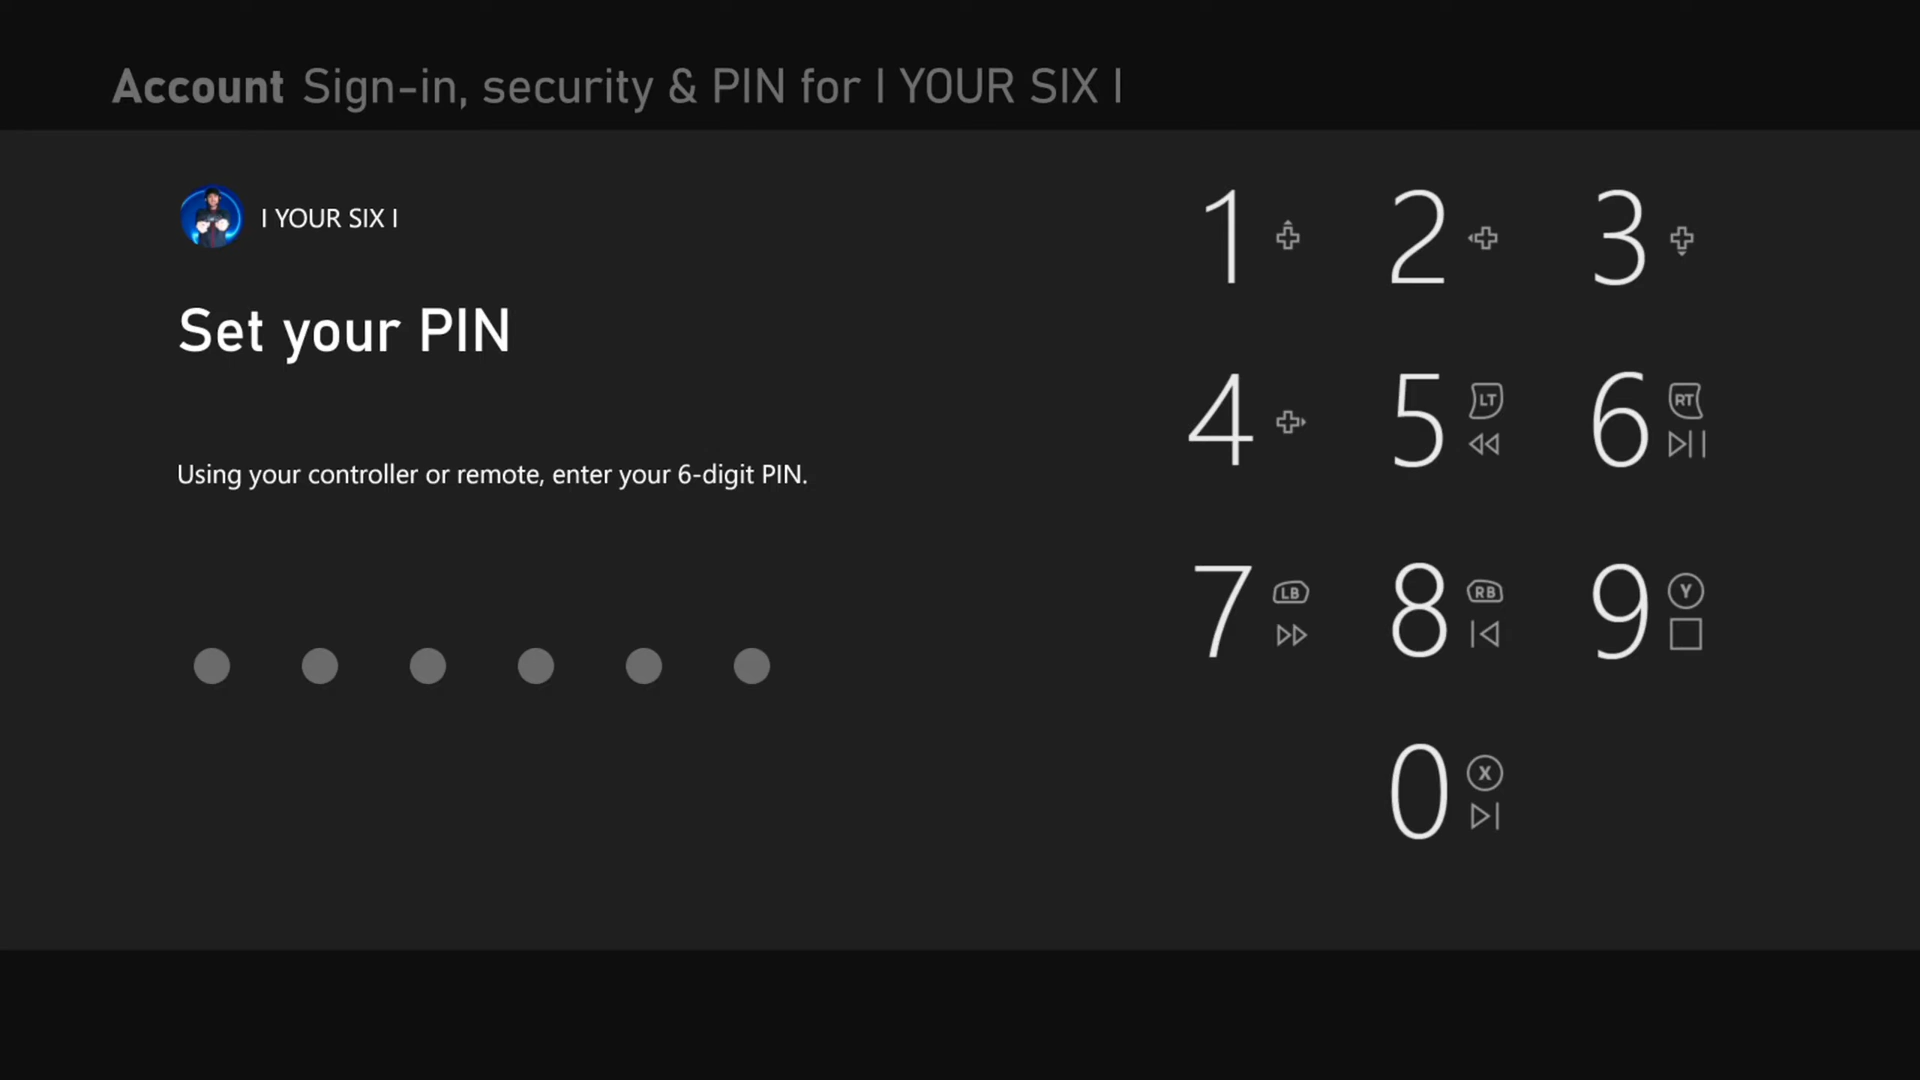 Account Sign-in, security & PIN for I YOUR SIX I
I YOUR SIX I
Set your PIN
Using your controller or remote, enter your 6-digit PIN.
1 2 3
4 5 LT 6 RT
7 LB 8 RB 9 Y
0 X